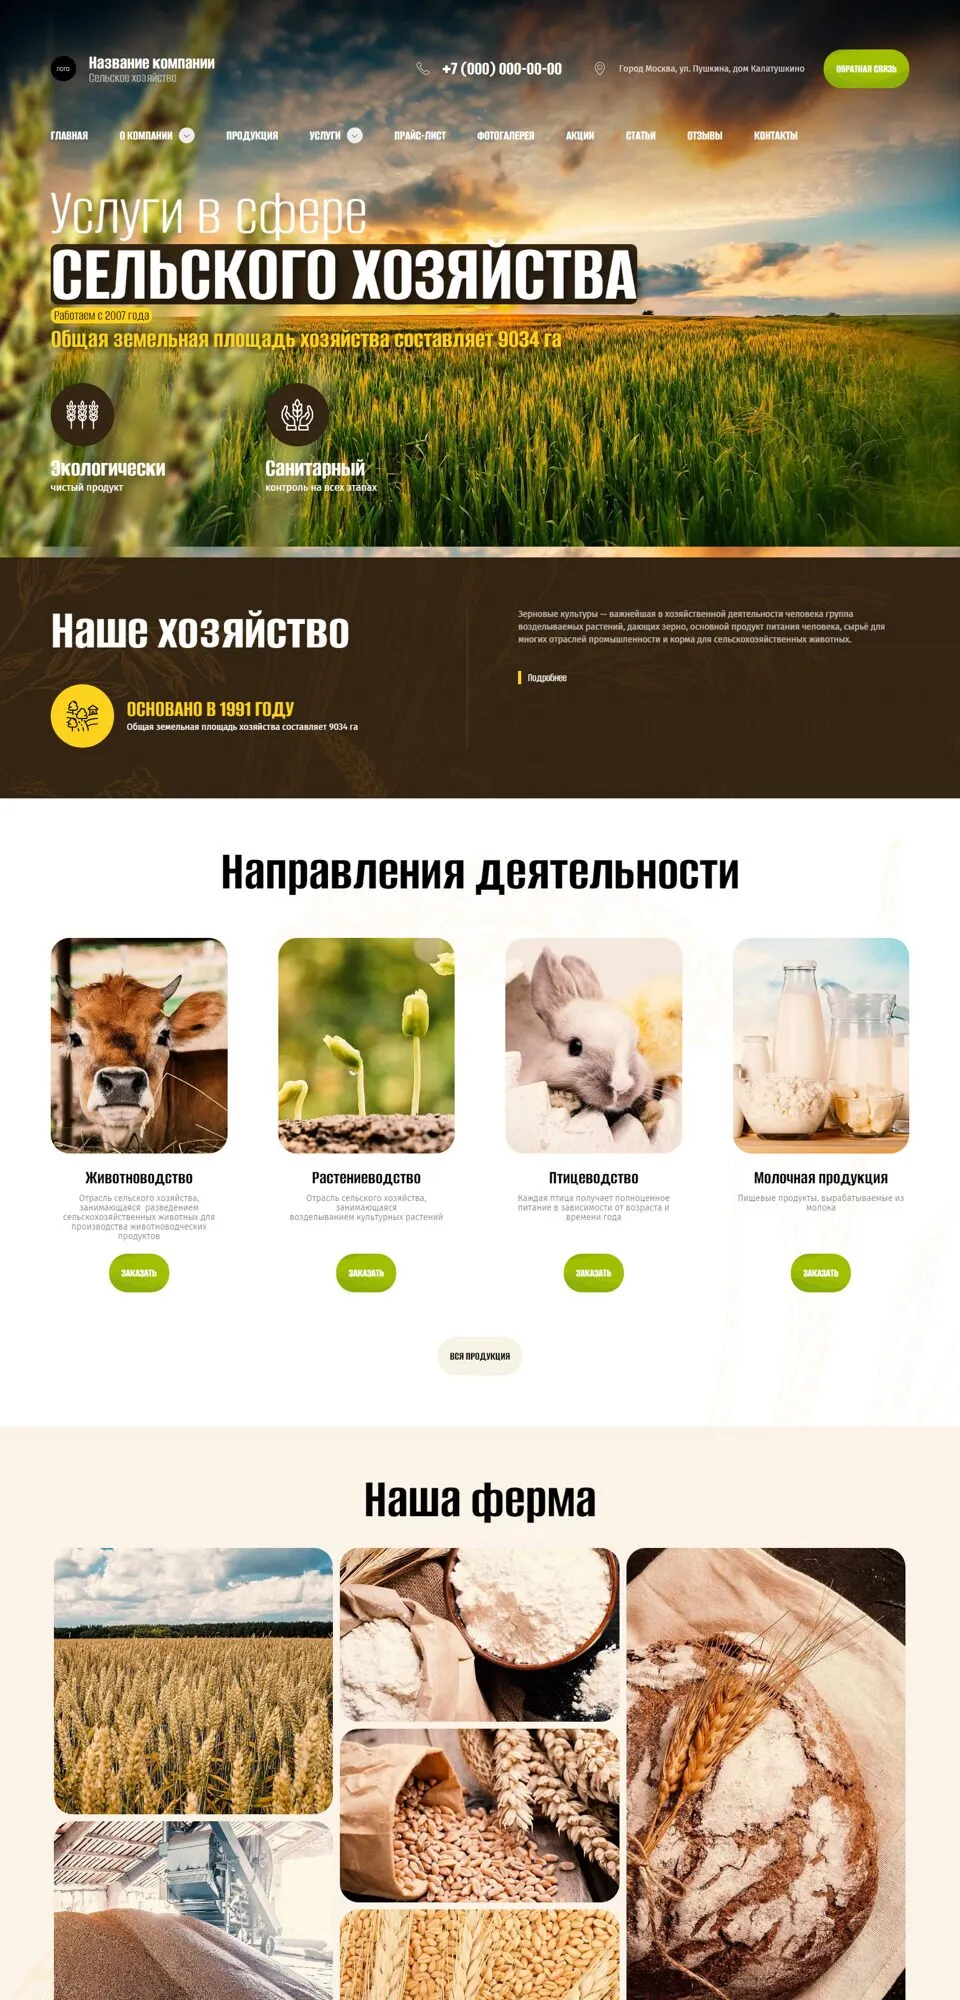 лого
Название компании
Сельское хозяйство
+7 (000) 000-00-00
Город Москва, ул. Пушкина, дом Калатушкино
ОБРАТНАЯ СВЯЗЬ
ГЛАВНАЯ
О КОМПАНИИ
ПРОДУКЦИЯ
УСЛУГИ
ПРАЙС-ЛИСТ
ФОТОГАЛЕРЕЯ
АКЦИИ
СТАТЬИ
ОТЗЫВЫ
КОНТАКТЫ
Услуги в сфере
СЕЛЬСКОГО ХОЗЯЙСТВА
Работаем с 2007 года
Общая земельная площадь хозяйства составляет 9034 га
Экологически
чистый продукт
Санитарный
контроль на всех этапах
Наше хозяйство
ОСНОВАНО В 1991 ГОДУ
Общая земельная площадь хозяйства составляет 9034 га
Зерновые культуры — важнейшая в хозяйственной деятельности человека группа
возделываемых растений, дающих зерно, основной продукт питания человека, сырьё для
многих отраслей промышленности и корма для сельскохозяйственных животных.
Подробнее
Направления деятельности
Животноводство
Отрасль сельского хозяйства,
занимающаяся разведением
сельскохозяйственных животных для
производства животноводческих
продуктов
ЗАКАЗАТЬ
Растениеводство
Отрасль сельского хозяйства,
занимающаяся
возделыванием культурных растений
ЗАКАЗАТЬ
Птицеводство
Каждая птица получает полноценное
питание в зависимости от возраста и
времени года
ЗАКАЗАТЬ
Молочная продукция
Пищевые продукты, вырабатываемые из
молока
ЗАКАЗАТЬ
ВСЯ ПРОДУКЦИЯ
Наша ферма